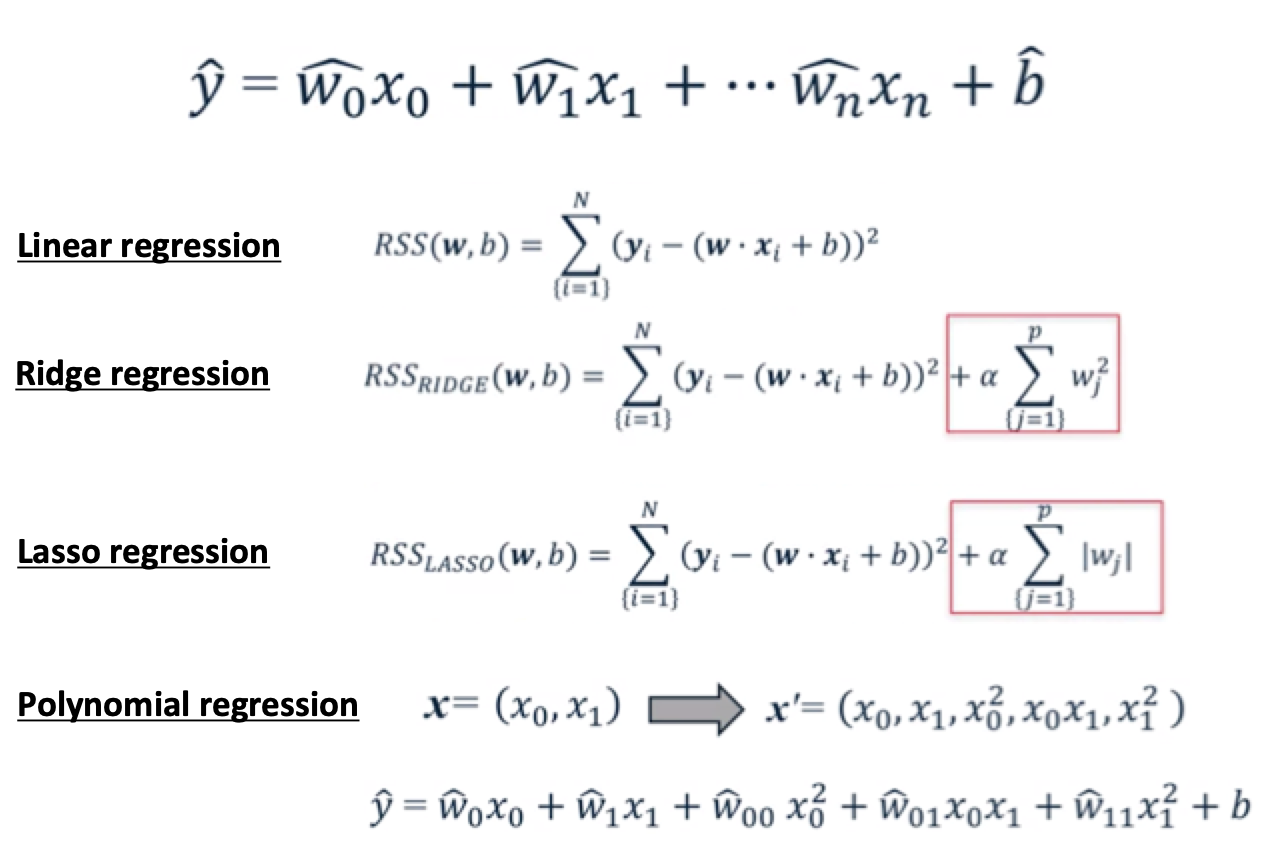 ŷ = ŵ₀x₀ + ŵ₁x₁ + ⋯ ŵₙxₙ + b̂
Linear regression RSS(w, b) = ∑_{i=1}^N (yᵢ − (w · xᵢ + b))²
Ridge regression RSS_RIDGE(w, b) = ∑_{i=1}^N (yᵢ − (w · xᵢ + b))² + α ∑_{j=1}^p wⱼ²
Lasso regression RSS_LASSO(w, b) = ∑_{i=1}^N (yᵢ − (w · xᵢ + b))² + α ∑_{j=1}^p |wⱼ|
Polynomial regression x= (x₀, x₁) x′= (x₀, x₁, x₀², x₀x₁, x₁² )
ŷ = ŵ₀x₀ + ŵ₁x₁ + ŵ₀₀ x₀² + ŵ₀₁x₀x₁ + ŵ₁₁x₁² + b